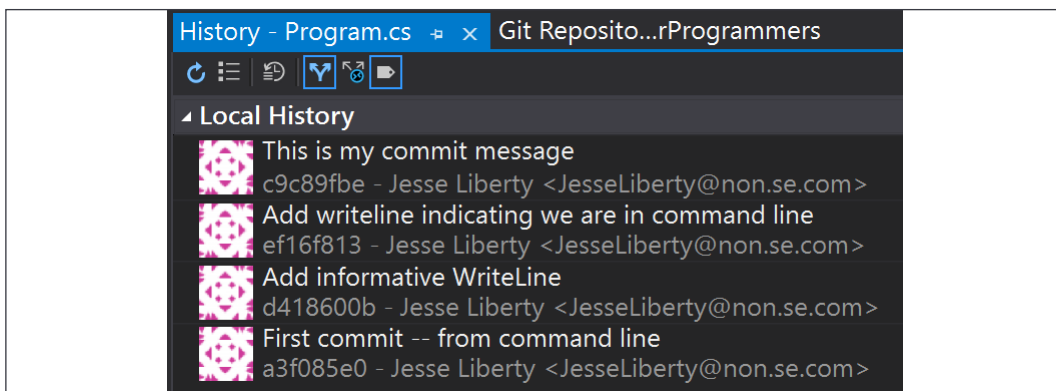 History - Program.cs Git Reposito...rProgrammers
Local History
This is my commit message
c9c89fbe - Jesse Liberty <JesseLiberty@non.se.com>
Add writeline indicating we are in command line
ef16f813 - Jesse Liberty <JesseLiberty@non.se.com>
Add informative WriteLine
d418600b - Jesse Liberty <JesseLiberty@non.se.com>
First commit -- from command line
a3f085e0 - Jesse Liberty <JesseLiberty@non.se.com>